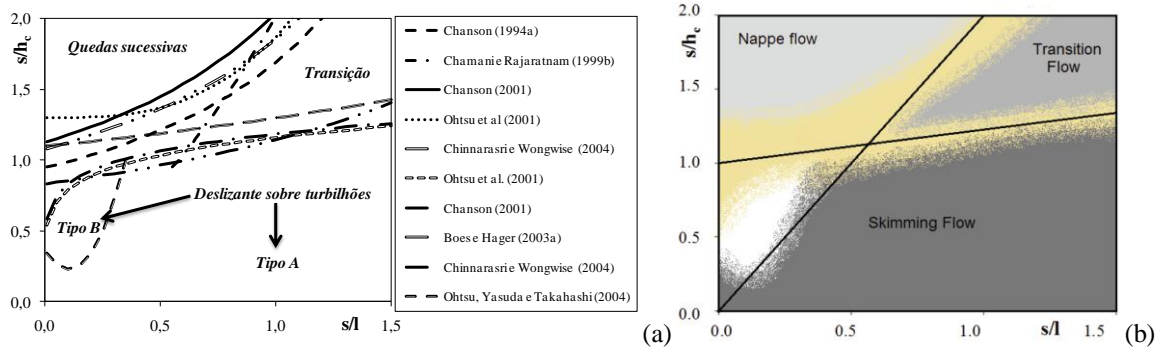 2,0
s/hc
1,5
1,0
0,5
0,0
0,0
0,5
1,0
s/l
1,5
Quedas sucessivas
Transição
Deslizante sobre turbilhões
Tipo B
Tipo A
Chanson (1994a)
Chamani e Rajaratnam (1999b)
Chanson (2001)
Ohtsu et al (2001)
Chinnarasri e Wongwise (2004)
Ohtsu et al. (2001)
Chanson (2001)
Boes e Hager (2003a)
Chinnarasri e Wongwise (2004)
Ohtsu, Yasuda e Takahashi (2004)
(a)
2.0
s/hc
1.5
1.0
0.5
0.0
0.0
0.5
1.0
s/l
1.5
Nappe flow
Transition
Flow
Skimming Flow
(b)